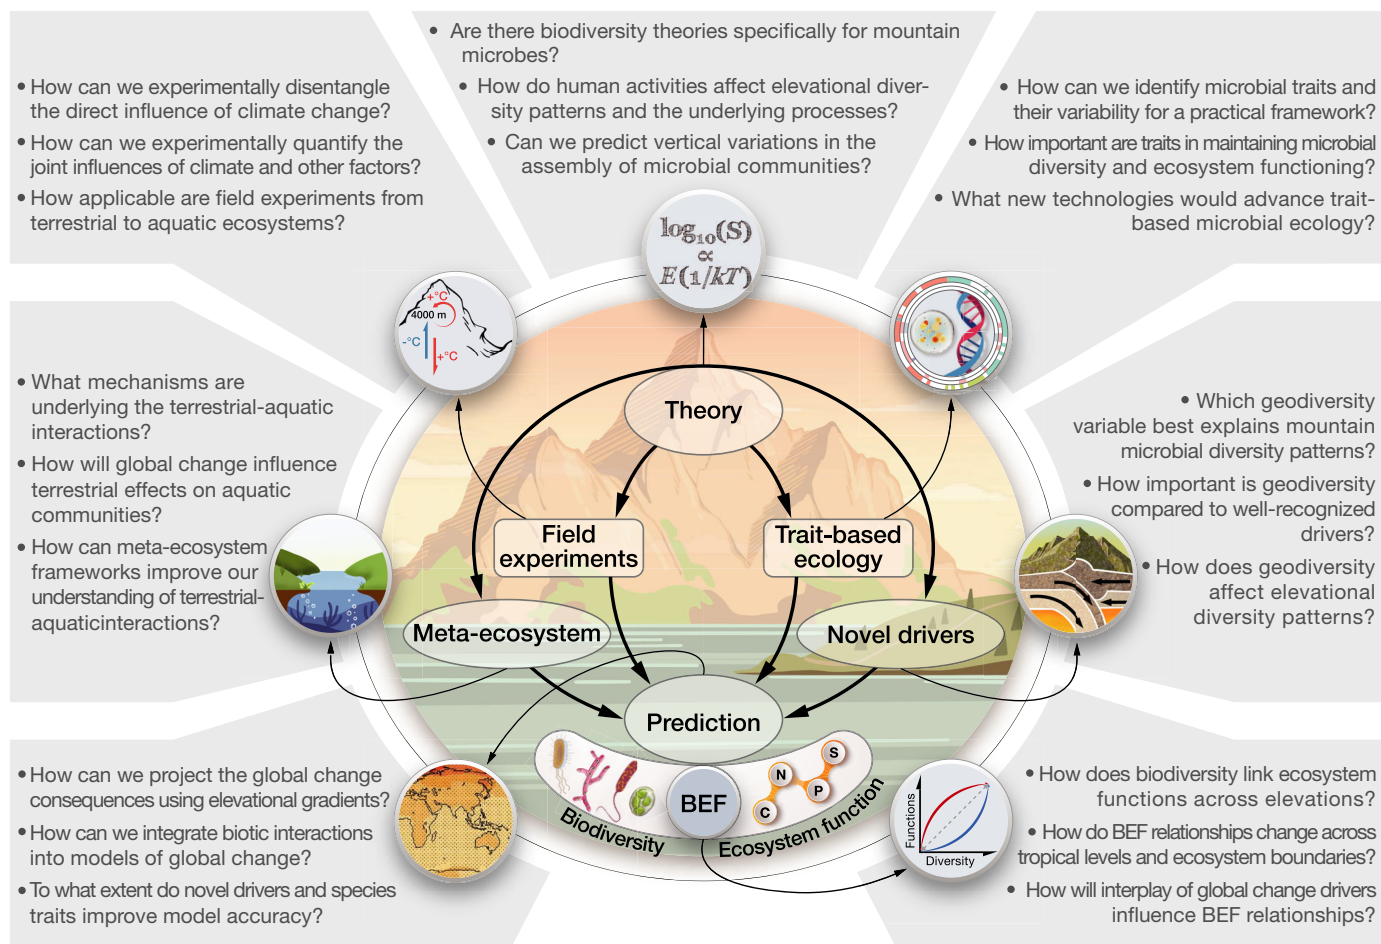 • Are there biodiversity theories specifically for mountain
microbes?
• How do human activities affect elevational diver-
sity patterns and the underlying processes?
• Can we predict vertical variations in the
assembly of microbial communities?
• How can we experimentally disentangle
the direct influence of climate change?
• How can we experimentally quantify the
joint influences of climate and other factors?
• How applicable are field experiments from
terrestrial to aquatic ecosystems?
• How can we identify microbial traits and
their variability for a practical framework?
• How important are traits in maintaining microbial
diversity and ecosystem functioning?
• What new technologies would advance trait-
based microbial ecology?
log10(S)
∝
E(1/kT)
+°C
4000 m
-°C
+°C
• What mechanisms are
underlying the terrestrial-aquatic
interactions?
• How will global change influence
terrestrial effects on aquatic
communities?
• How can meta-ecosystem
frameworks improve our
understanding of terrestrial-
aquaticinteractions?
• Which geodiversity
variable best explains mountain
microbial diversity patterns?
• How important is geodiversity
compared to well-recognized
drivers?
• How does geodiversity
affect elevational
diversity patterns?
Theory
Field
experiments
Trait-based
ecology
Meta-ecosystem
Novel drivers
Prediction
BEF
Biodiversity
Ecosystem function
C
N
P
S
Functions
Diversity
• How can we project the global change
consequences using elevational gradients?
• How can we integrate biotic interactions
into models of global change?
• To what extent do novel drivers and species
traits improve model accuracy?
• How does biodiversity link ecosystem
functions across elevations?
• How do BEF relationships change across
tropical levels and ecosystem boundaries?
• How will interplay of global change drivers
influence BEF relationships?